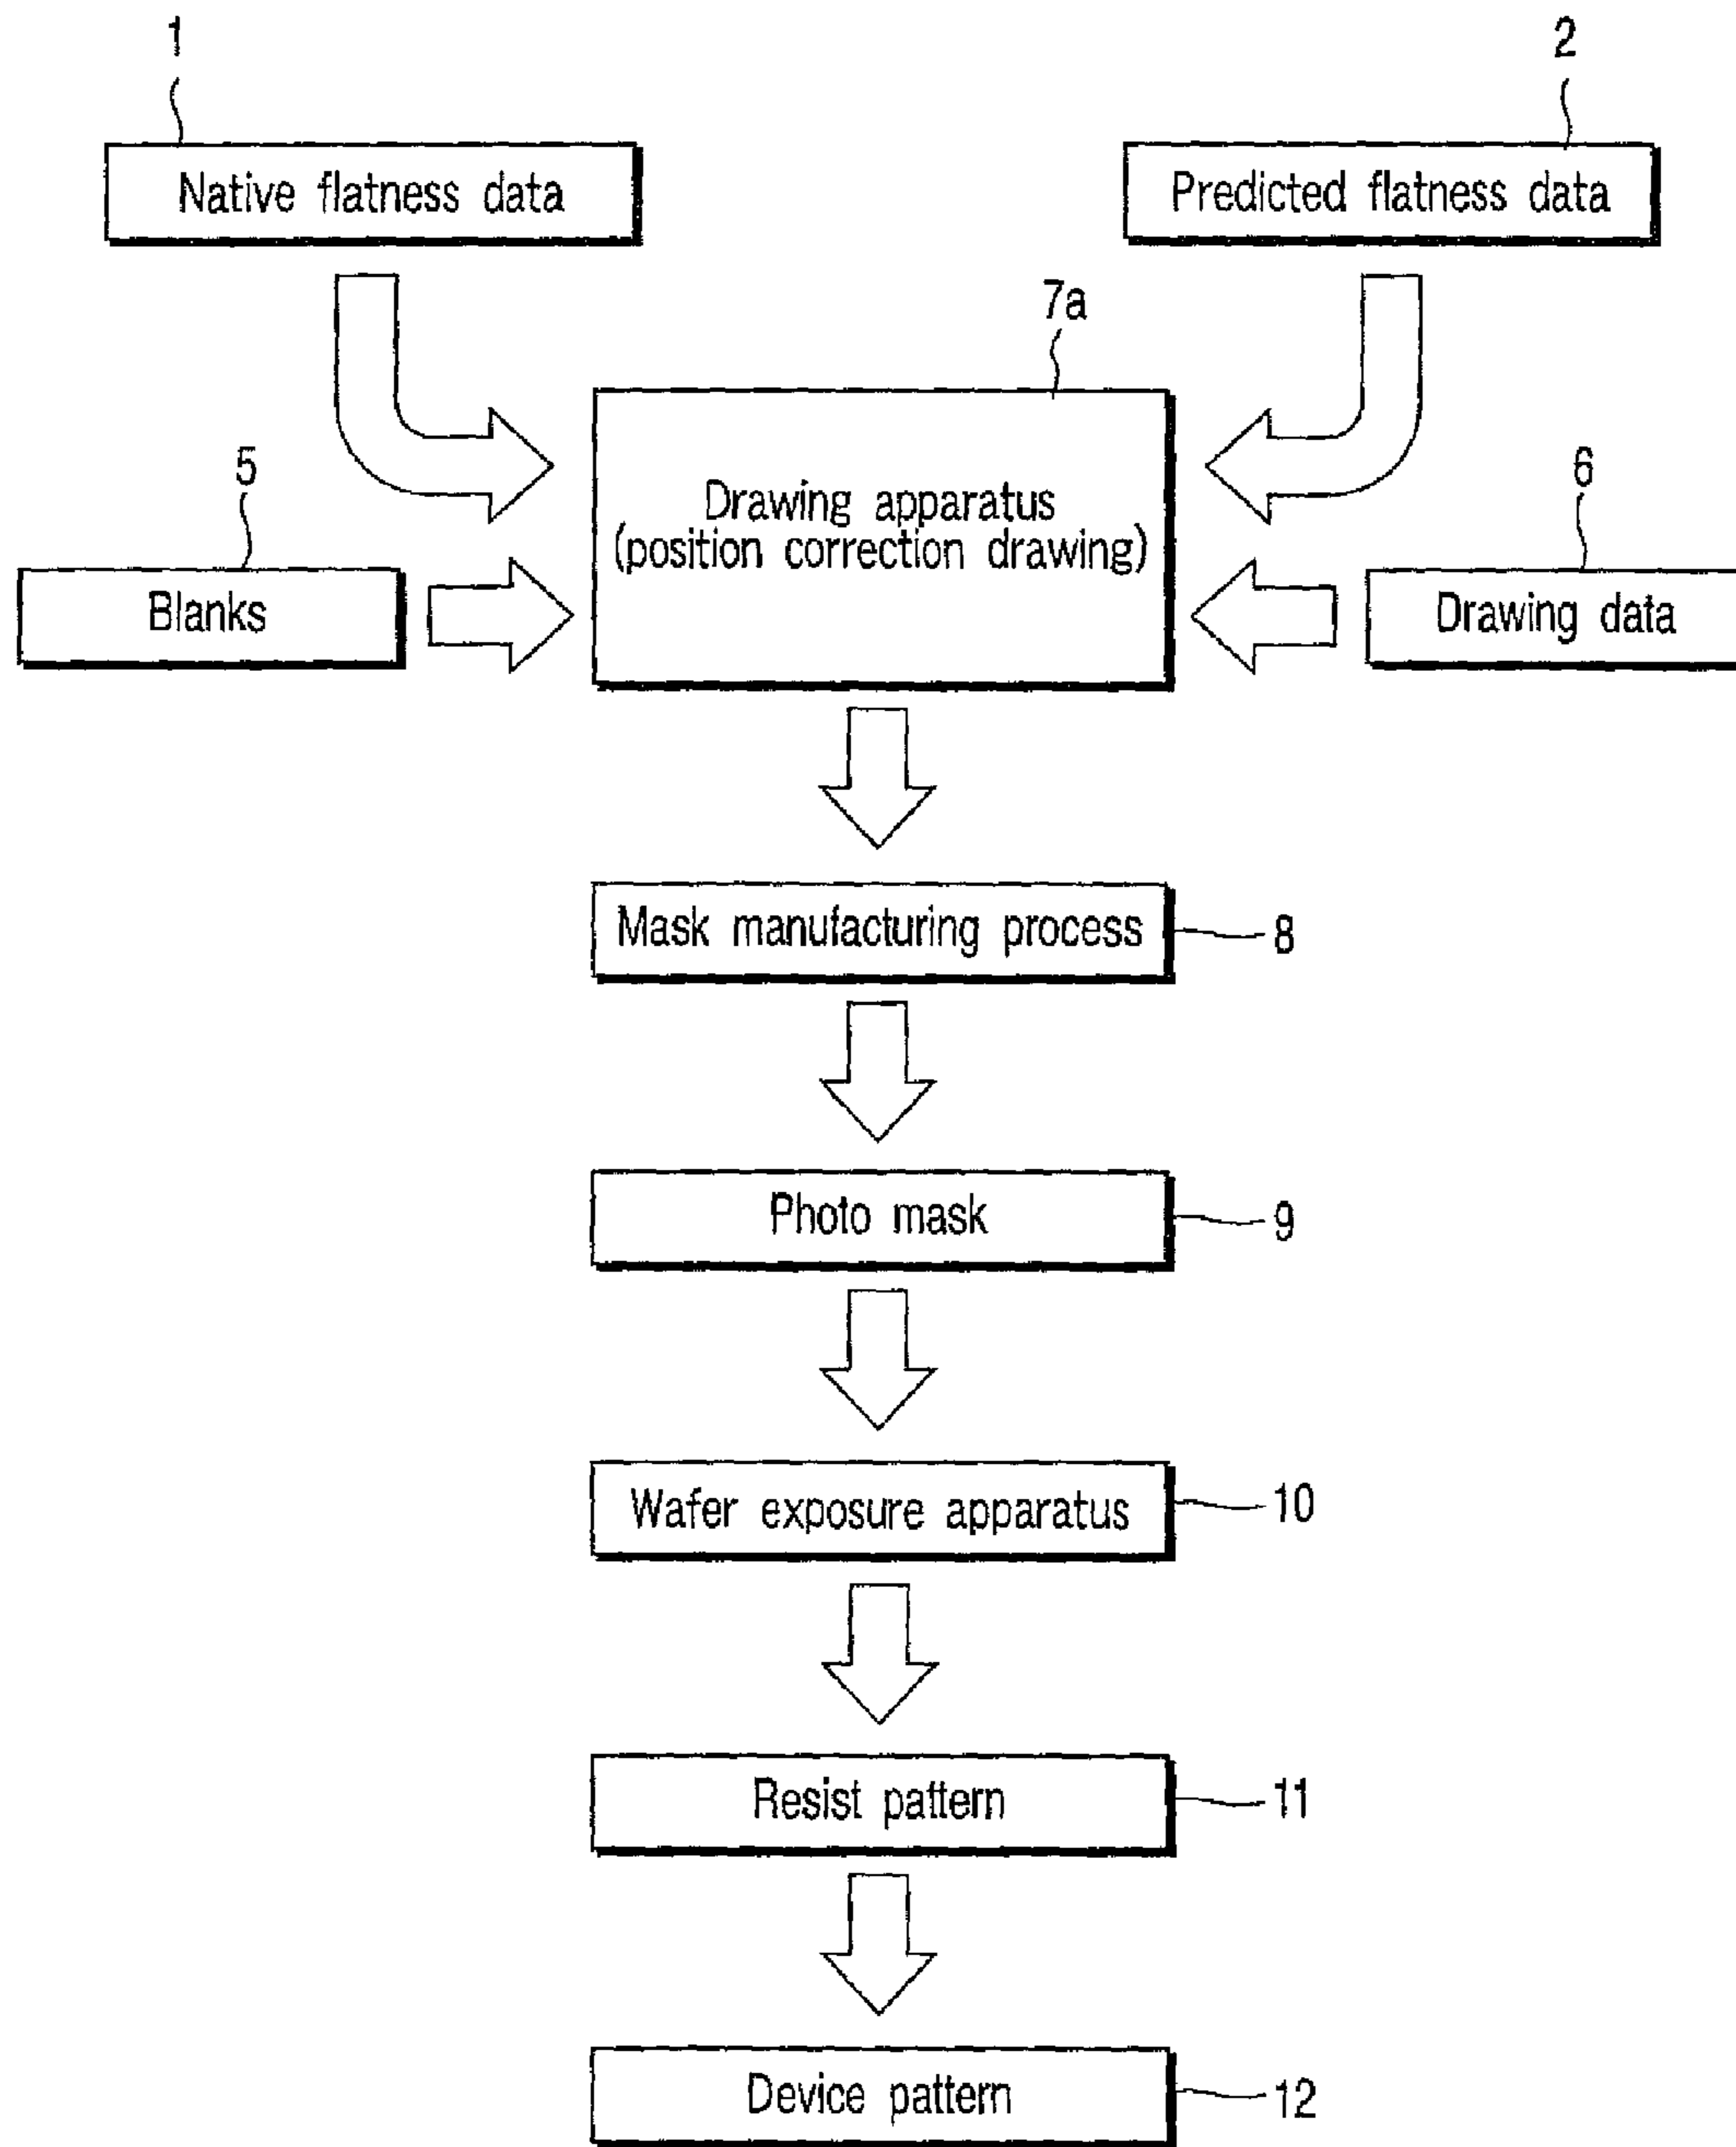 1
2
Native flatness data
Predicted flatness data
7a
Drawing apparatus
(position correction drawing)
5
6
Blanks
Drawing data
Mask manufacturing process
8
Photo mask
9
Wafer exposure apparatus
10
Resist pattern
11
Device pattern
12